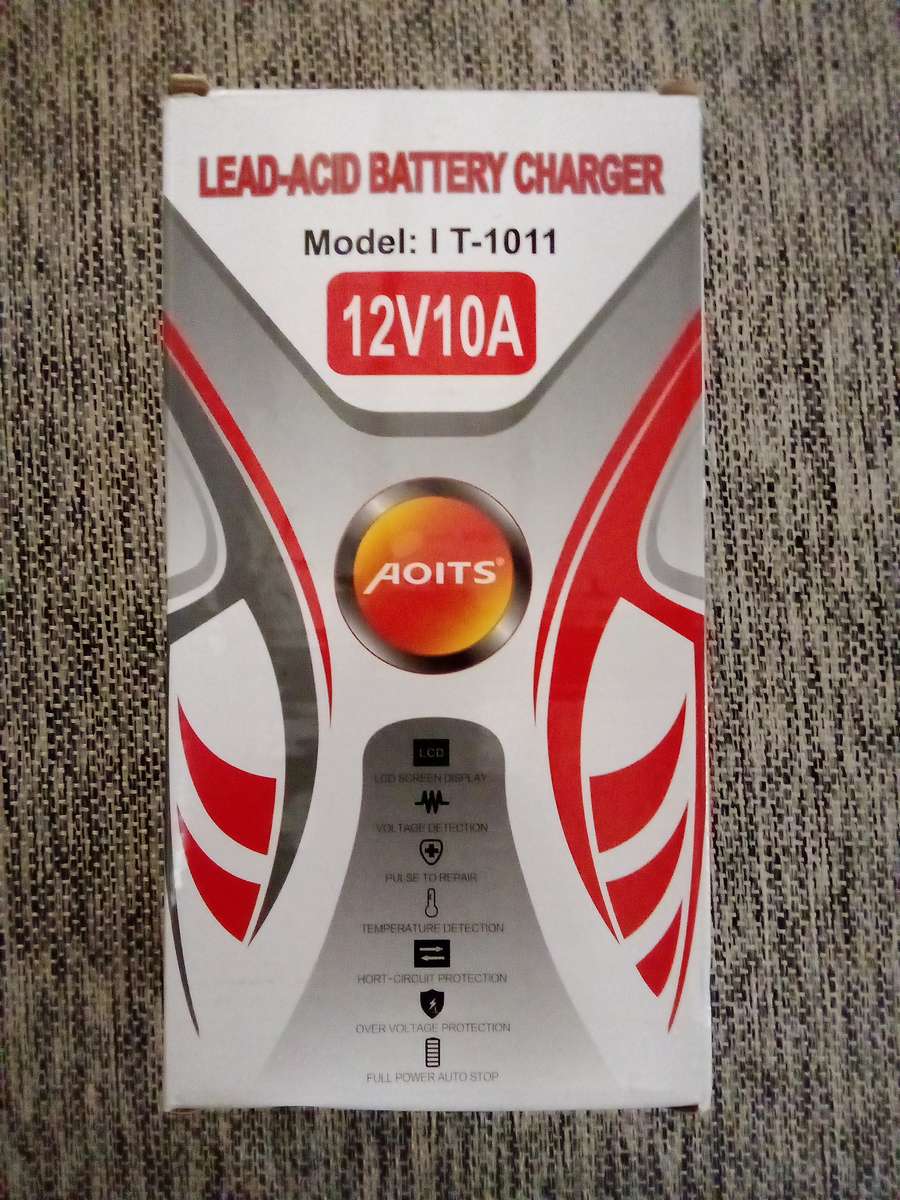 LEAD-ACID BATTERY CHARGER
Model: I T-1011
12V10A
AOITS®
LCD
LCD SCREEN DISPLAY
VOLTAGE DETECTION
PULSE TO REPAIR
TEMPERATURE DETECTION
HORT-CIRCUIT PROTECTION
OVER VOLTAGE PROTECTION
FULL POWER AUTO STOP